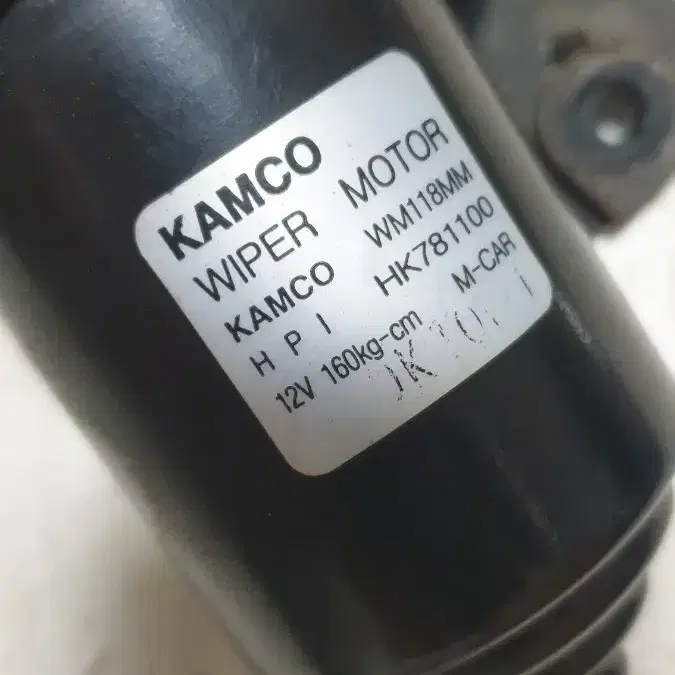 KAMCO
WIPER MOTOR
KAMCO WM118MM
H P I HK781100
12V 160kg-cm M-CAR